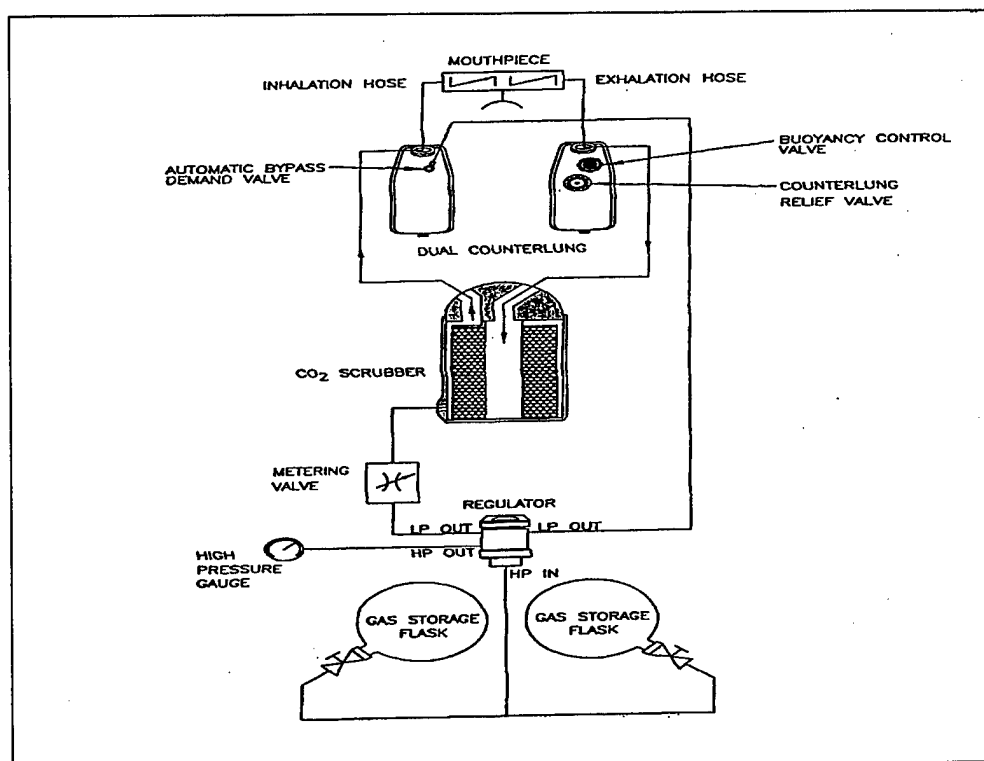 MOUTHPIECE
INHALATION HOSE
EXHALATION HOSE
BUOYANCY CONTROL
VALVE
AUTOMATIC BYPASS
DEMAND VALVE
COUNTERLUNG
RELIEF VALVE
DUAL COUNTERLUNG
CO2 SCRUBBER
METERING
VALVE
REGULATOR
LP OUT
LP OUT
HP OUT
HIGH
PRESSURE
GAUGE
HP IN
GAS STORAGE
FLASK
GAS STORAGE
FLASK